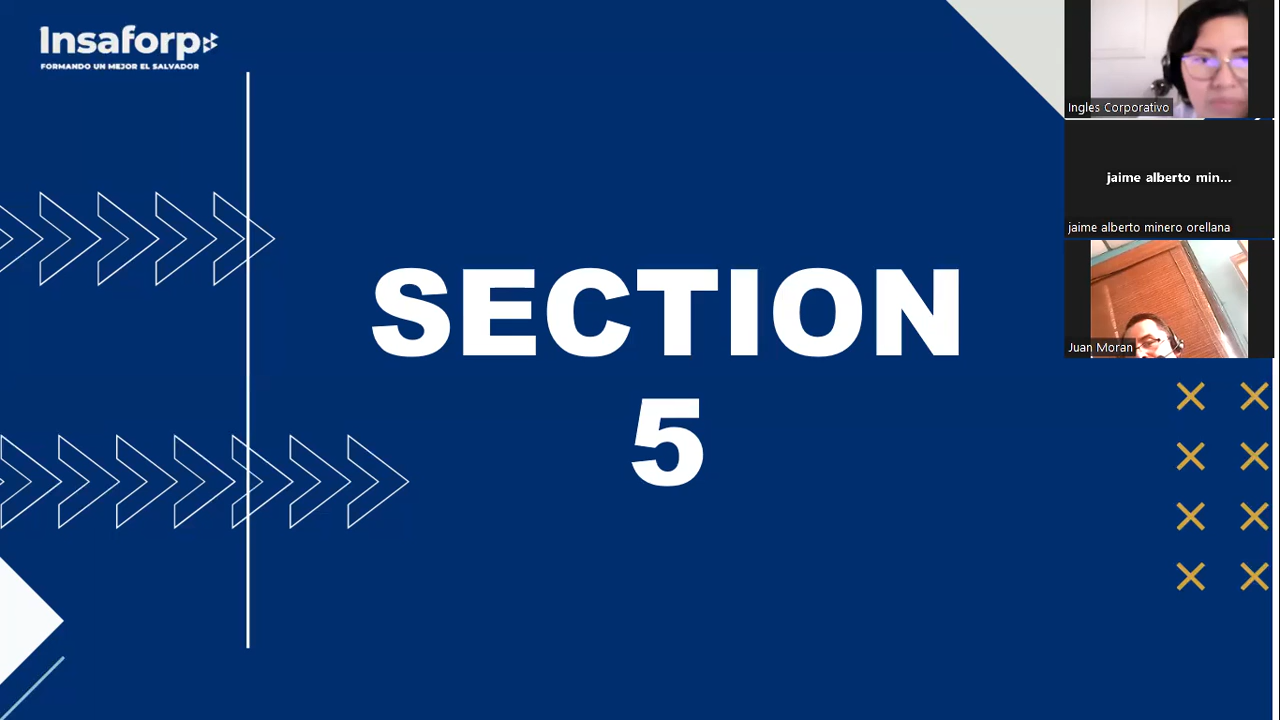 Insaforp
FORMANDO UN MEJOR EL SALVADOR
SECTION
5
Ingles Corporativo
jaime alberto min...
jaime alberto minero orellana
Juan Moran